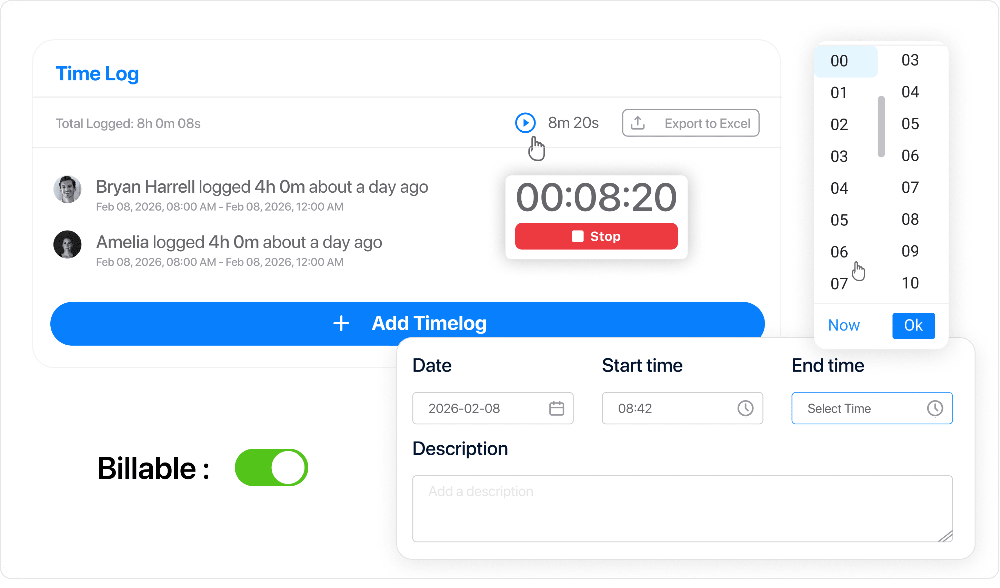 Time Log
Total Logged: 8h 0m 08s
8m 20s
Export to Excel
Bryan Harrell logged 4h 0m about a day ago
Feb 08, 2026, 08:00 AM - Feb 08, 2026, 12:00 AM
Amelia logged 4h 0m about a day ago
Feb 08, 2026, 08:00 AM - Feb 08, 2026, 12:00 AM
00:08:20
Stop
Add Timelog
00 03
01 04
02 05
03 06
04 07
05 08
06 09
07 10
Now Ok
Date
2026-02-08
Start time
08:42
End time
Select Time
Description
Add a description
Billable :